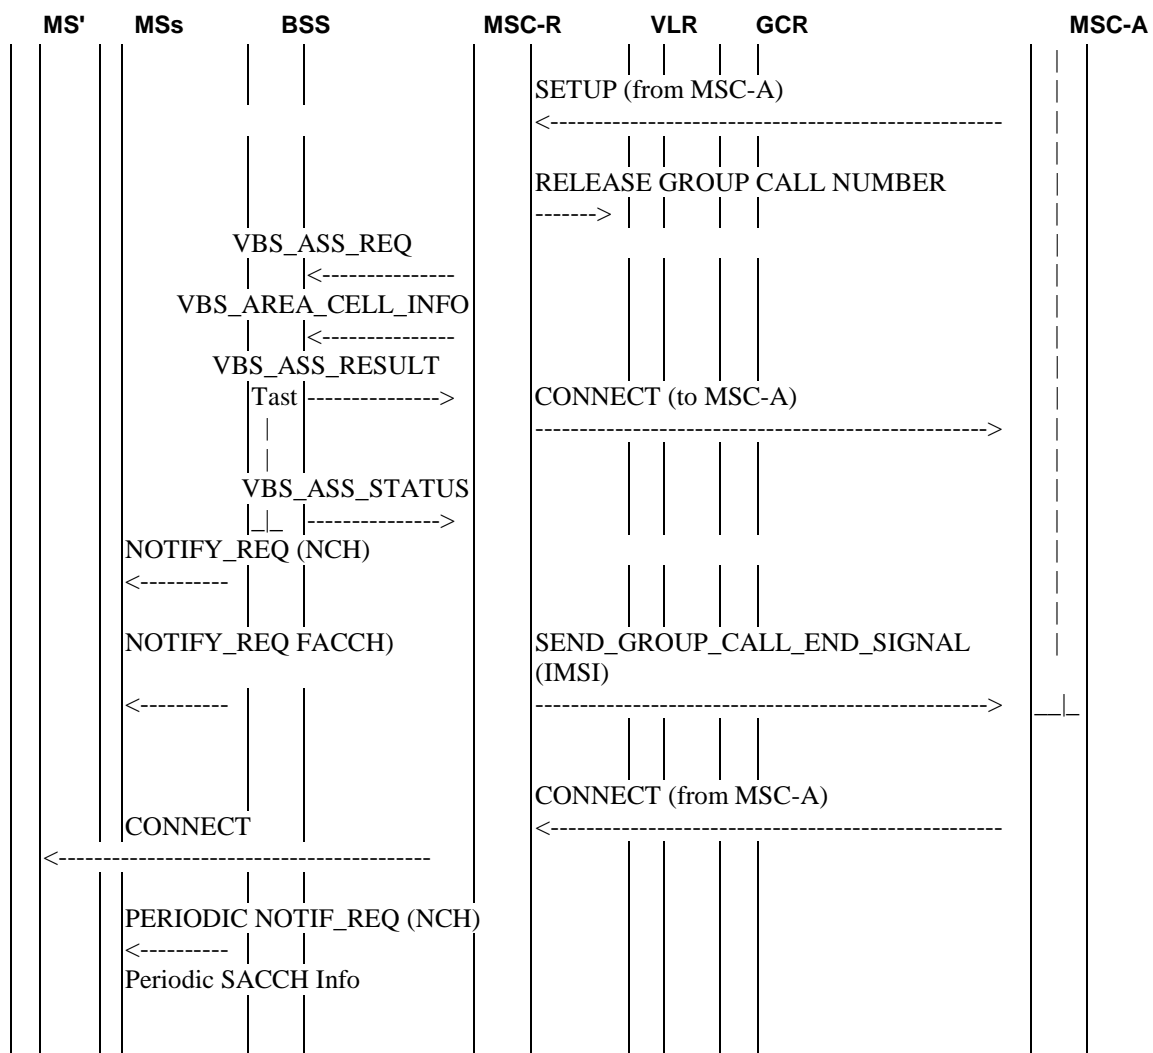 MS' MSs BSS MSC-R VLR GCR MSC-A
SETUP (from MSC-A)
RELEASE GROUP CALL NUMBER
VBS_ASS_REQ
VBS_AREA_CELL_INFO
VBS_ASS_RESULT
Tast CONNECT (to MSC-A)
VBS_ASS_STATUS
NOTIFY_REQ (NCH)
NOTIFY_REQ FACCH) SEND_GROUP_CALL_END_SIGNAL
(IMSI)
CONNECT (from MSC-A)
CONNECT
PERIODIC NOTIF_REQ (NCH)
Periodic SACCH Info